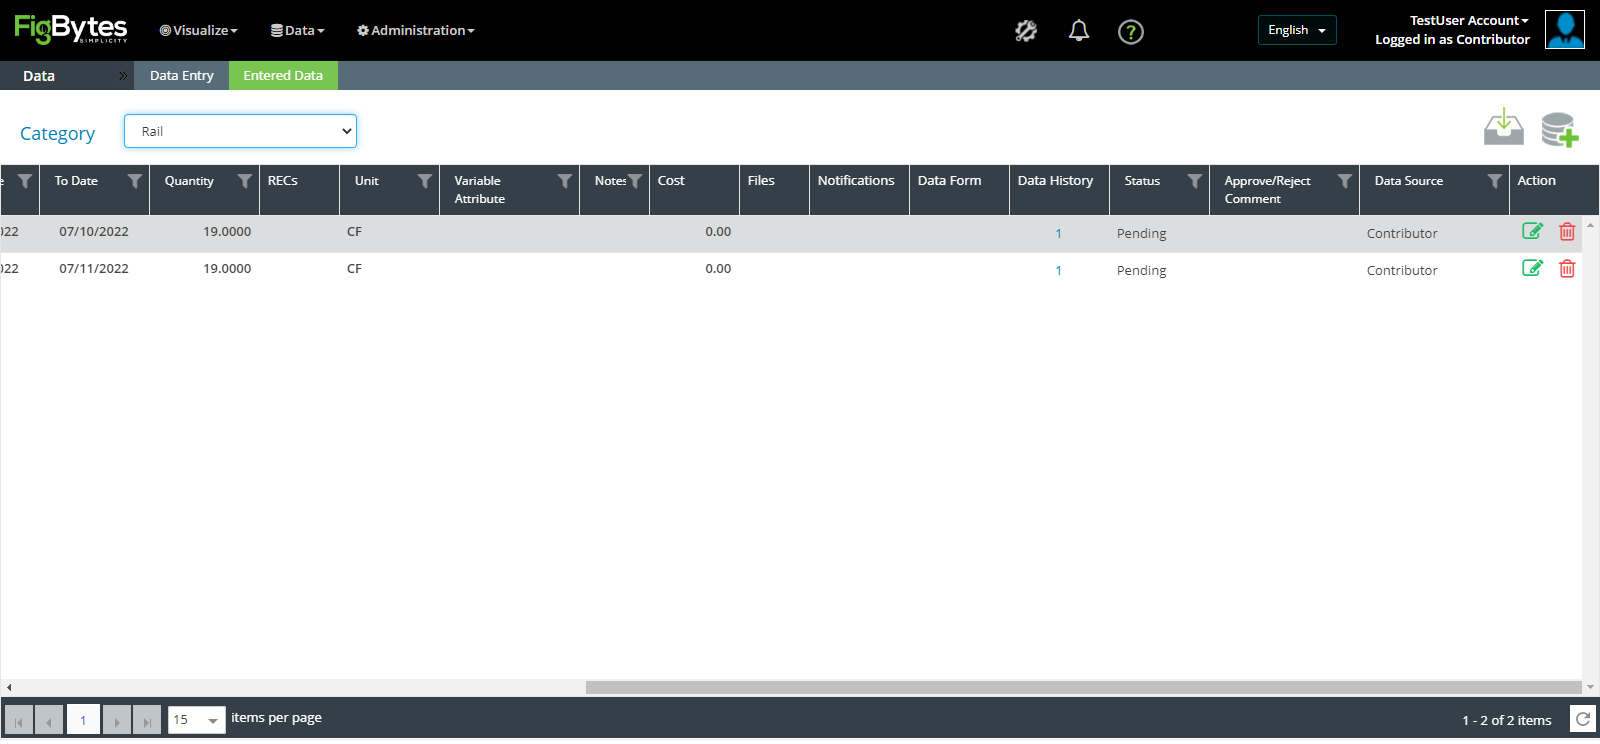 FigBytes
SIMPLICITY
Visualize
Data
Administration
?
English
TestUser Account
Logged in as Contributor
Data
Data Entry
Entered Data
Category
Rail
e
To Date
Quantity
RECs
Unit
Variable
Attribute
Notes
Cost
Files
Notifications
Data Form
Data History
Status
Approve/Reject
Comment
Data Source
Action
022 07/10/2022 19.0000 CF 0.00 1 Pending Contributor
022 07/11/2022 19.0000 CF 0.00 1 Pending Contributor
1
15
items per page
1 - 2 of 2 items